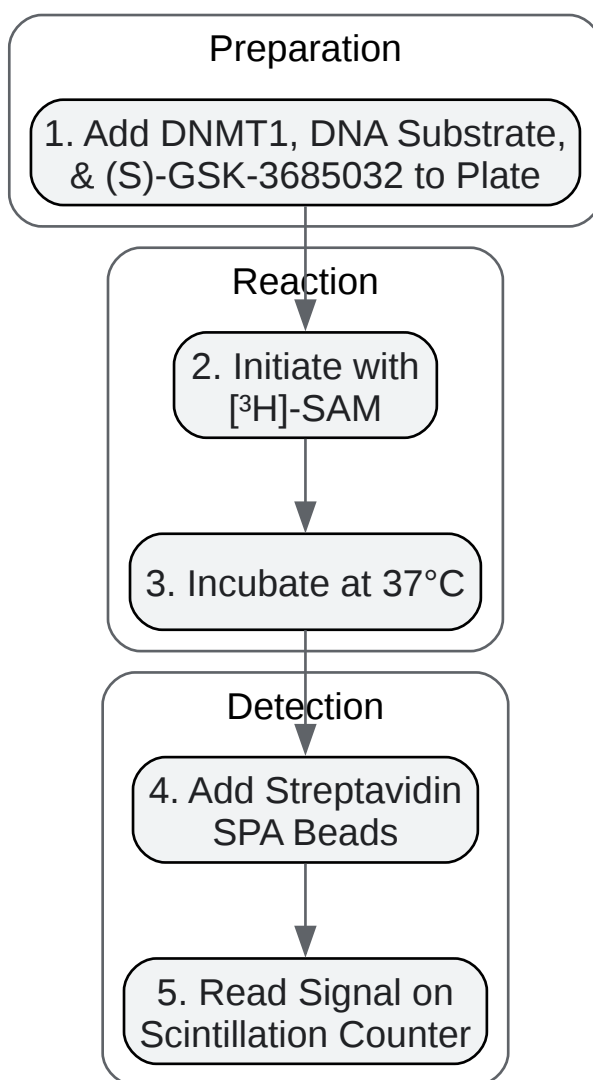 Preparation
1. Add DNMT1, DNA Substrate,
& (S)-GSK-3685032 to Plate
Reaction
2. Initiate with
[³H]-SAM
3. Incubate at 37°C
Detection
4. Add Streptavidin
SPA Beads
5. Read Signal on
Scintillation Counter